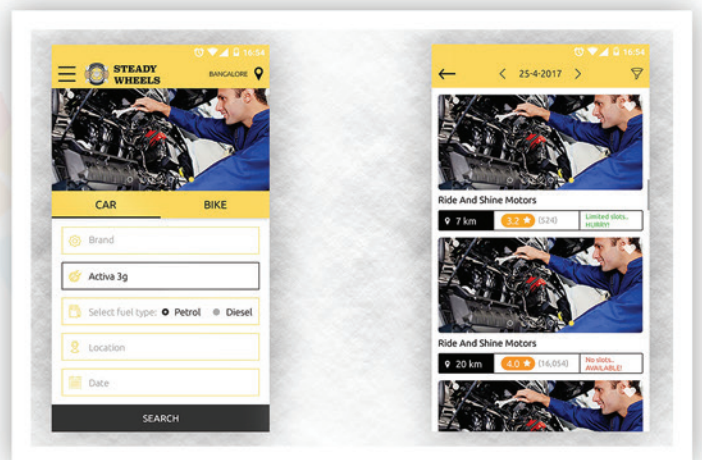 16:54
STEADY
WHEELS
BANGALORE
CAR BIKE
Brand
Activa 3g
Select fuel type: Petrol Diesel
Location
Date
SEARCH
16:54
< 25-4-2017 >
Ride And Shine Motors
7 km 3.2 ★ (524) Limited slots..
HURRY!
Ride And Shine Motors
20 km 4.0 ★ (16,054) No slots..
AVAILABLE!